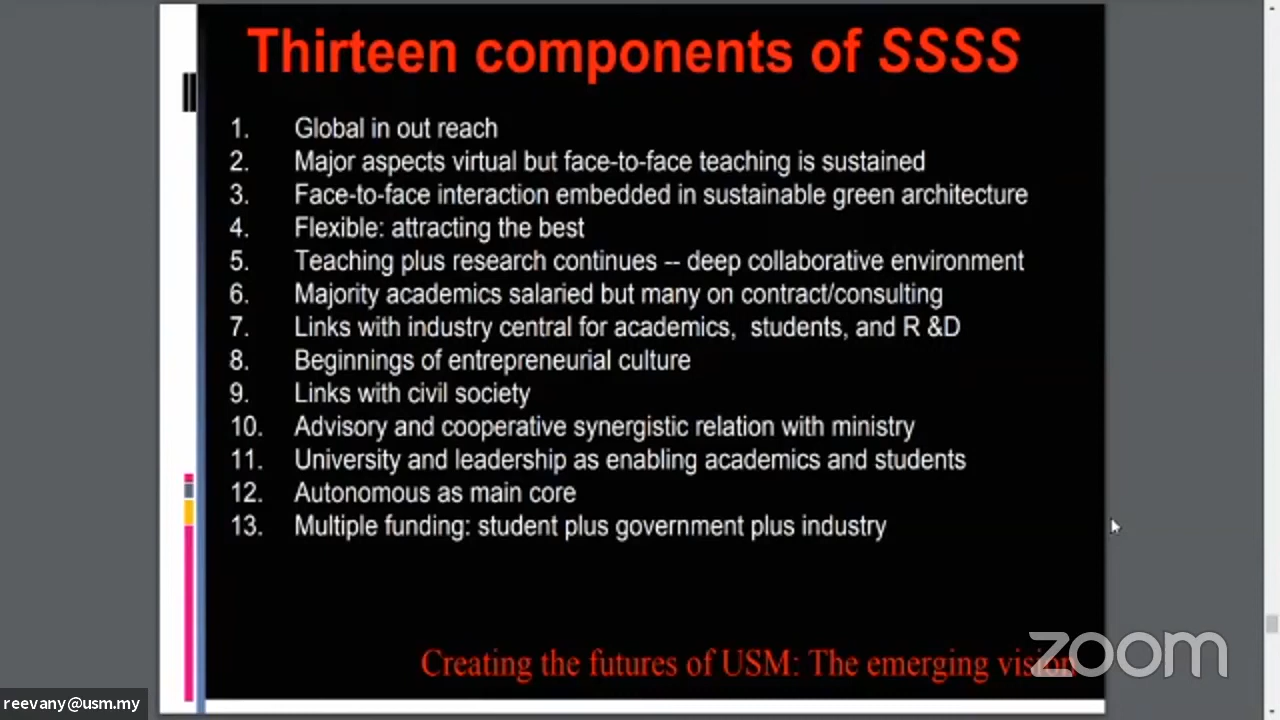 Thirteen components of SSSS
1. Global in out reach
2. Major aspects virtual but face-to-face teaching is sustained
3. Face-to-face interaction embedded in sustainable green architecture
4. Flexible: attracting the best
5. Teaching plus research continues -- deep collaborative environment
6. Majority academics salaried but many on contract/consulting
7. Links with industry central for academics, students, and R &D
8. Beginnings of entrepreneurial culture
9. Links with civil society
10. Advisory and cooperative synergistic relation with ministry
11. University and leadership as enabling academics and students
12. Autonomous as main core
13. Multiple funding: student plus government plus industry
Creating the futures of USM: The emerging vision
zoom
reevany@usm.my